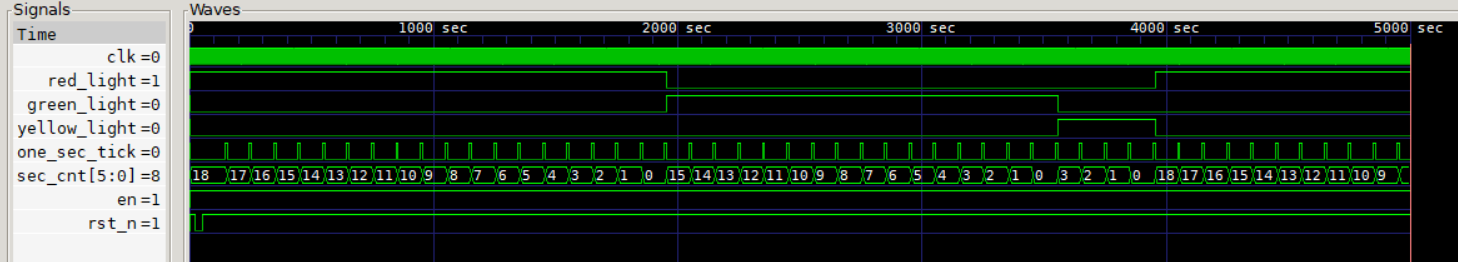 Signals
Waves
Time
0 1000 sec 2000 sec 3000 sec 4000 sec 5000 sec
clk=0
red_light=1
green_light=0
yellow_light=0
one_sec_tick=0
sec_cnt[5:0]=8 18 17 16 15 14 13 12 11 10 9 8 7 6 5 4 3 2 1 0 15 14 13 12 11 10 9 8 7 6 5 4 3 2 1 0 3 2 1 0 18 17 16 15 14 13 12 11 10 9
en=1
rst_n=1